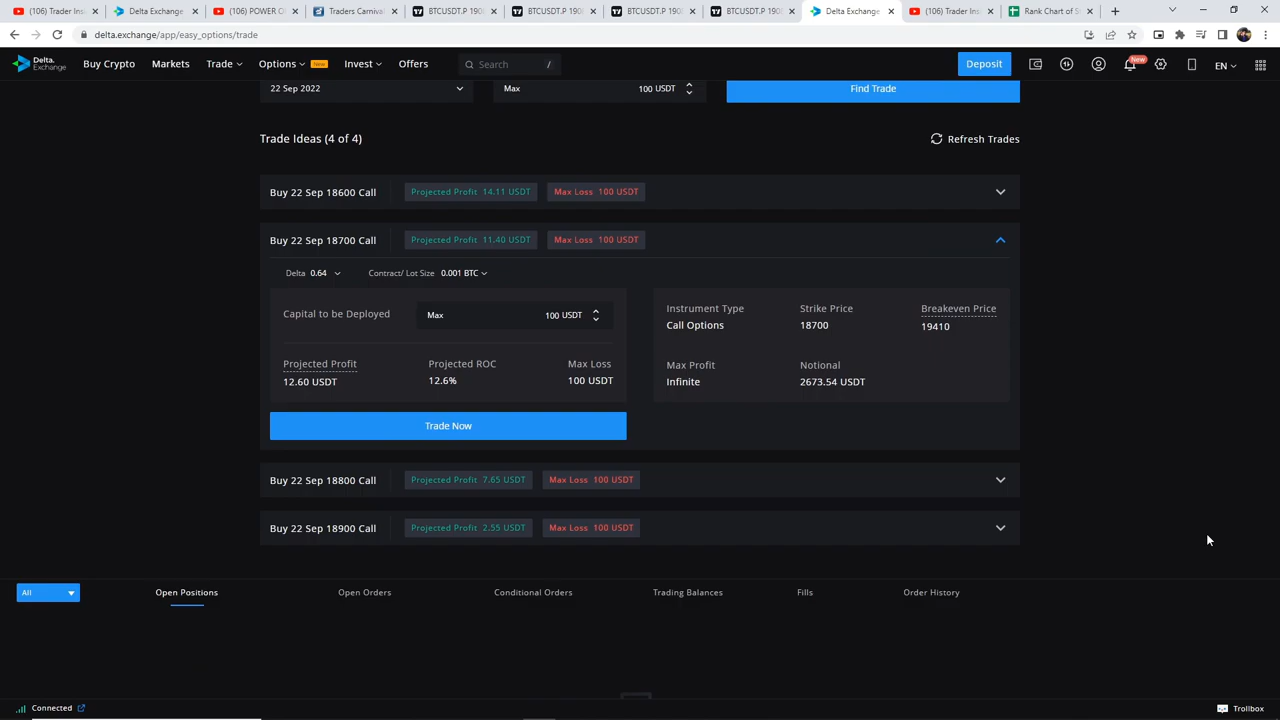 (106) Trader Ins
Delta Exchange
(106) POWER O
Traders Carnival
BTCUSDT.P 190
BTCUSDT.P 190
BTCUSDT.P 190
BTCUSDT.P 190
Delta Exchange
(106) Trader Ins
Rank Chart of S
delta.exchange/app/easy_options/trade
Delta. Exchange
Buy Crypto
Markets
Trade
Options
New
Invest
Offers
Search
/
Deposit
New
EN
22 Sep 2022
Max
100 USDT
Find Trade
Trade Ideas (4 of 4)
Refresh Trades
Buy 22 Sep 18600 Call
Projected Profit 14.11 USDT
Max Loss 100 USDT
Buy 22 Sep 18700 Call
Projected Profit 11.40 USDT
Max Loss 100 USDT
Delta 0.64
Contract/ Lot Size 0.001 BTC
Capital to be Deployed
Max
100 USDT
Projected Profit
12.60 USDT
Projected ROC
12.6%
Max Loss
100 USDT
Instrument Type
Call Options
Strike Price
18700
Breakeven Price
19410
Max Profit
Infinite
Notional
2673.54 USDT
Trade Now
Buy 22 Sep 18800 Call
Projected Profit 7.65 USDT
Max Loss 100 USDT
Buy 22 Sep 18900 Call
Projected Profit 2.55 USDT
Max Loss 100 USDT
All
Open Positions
Open Orders
Conditional Orders
Trading Balances
Fills
Order History
Connected
Trollbox